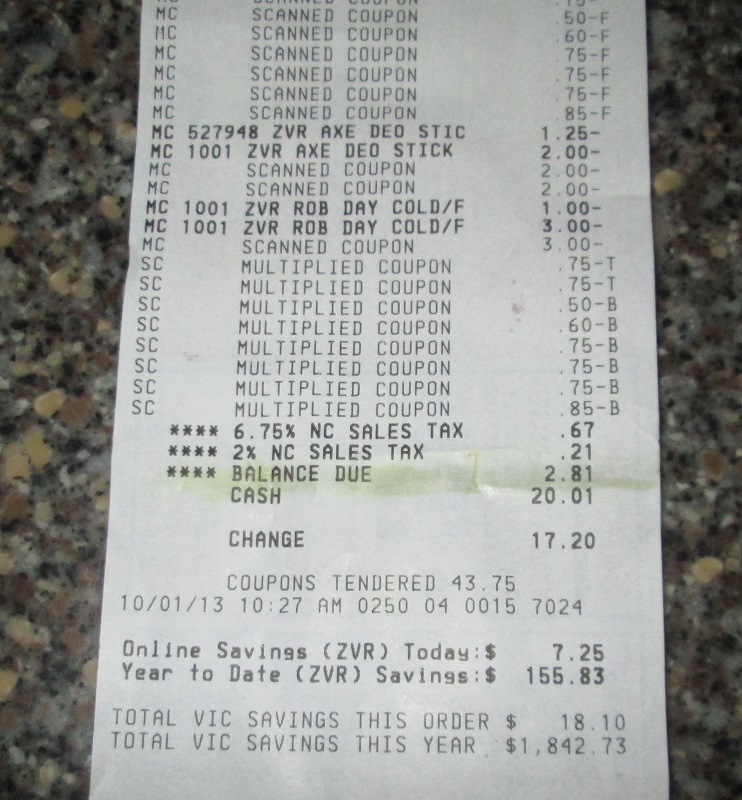 MC SCANNED COUPON .50-F
MC SCANNED COUPON .60-F
MC SCANNED COUPON .75-F
MC SCANNED COUPON .75-F
MC SCANNED COUPON .75-F
MC SCANNED COUPON .85-F
MC 527948 ZVR AXE DEO STIC 1.25-
MC 1001 ZVR AXE DEO STICK 2.00-
MC SCANNED COUPON 2.00-
MC SCANNED COUPON 2.00-
MC 1001 ZVR ROB DAY COLD/F 1.00-
MC 1001 ZVR ROB DAY COLD/F 3.00-
MC SCANNED COUPON 3.00-
SC MULTIPLIED COUPON .75-T
SC MULTIPLIED COUPON .75-T
SC MULTIPLIED COUPON .50-B
SC MULTIPLIED COUPON .60-B
SC MULTIPLIED COUPON .75-B
SC MULTIPLIED COUPON .75-B
SC MULTIPLIED COUPON .75-B
SC MULTIPLIED COUPON .85-B
**** 6.75% NC SALES TAX .67
**** 2% NC SALES TAX .21
**** BALANCE DUE 2.81
CASH 20.01
CHANGE 17.20
COUPONS TENDERED 43.75
10/01/13 10:27 AM 0250 04 0015 7024
Online Savings (ZVR) Today:$ 7.25
Year to Date (ZVR) Savings:$ 155.83
TOTAL VIC SAVINGS THIS ORDER $ 18.10
TOTAL VIC SAVINGS THIS YEAR $1,842.73